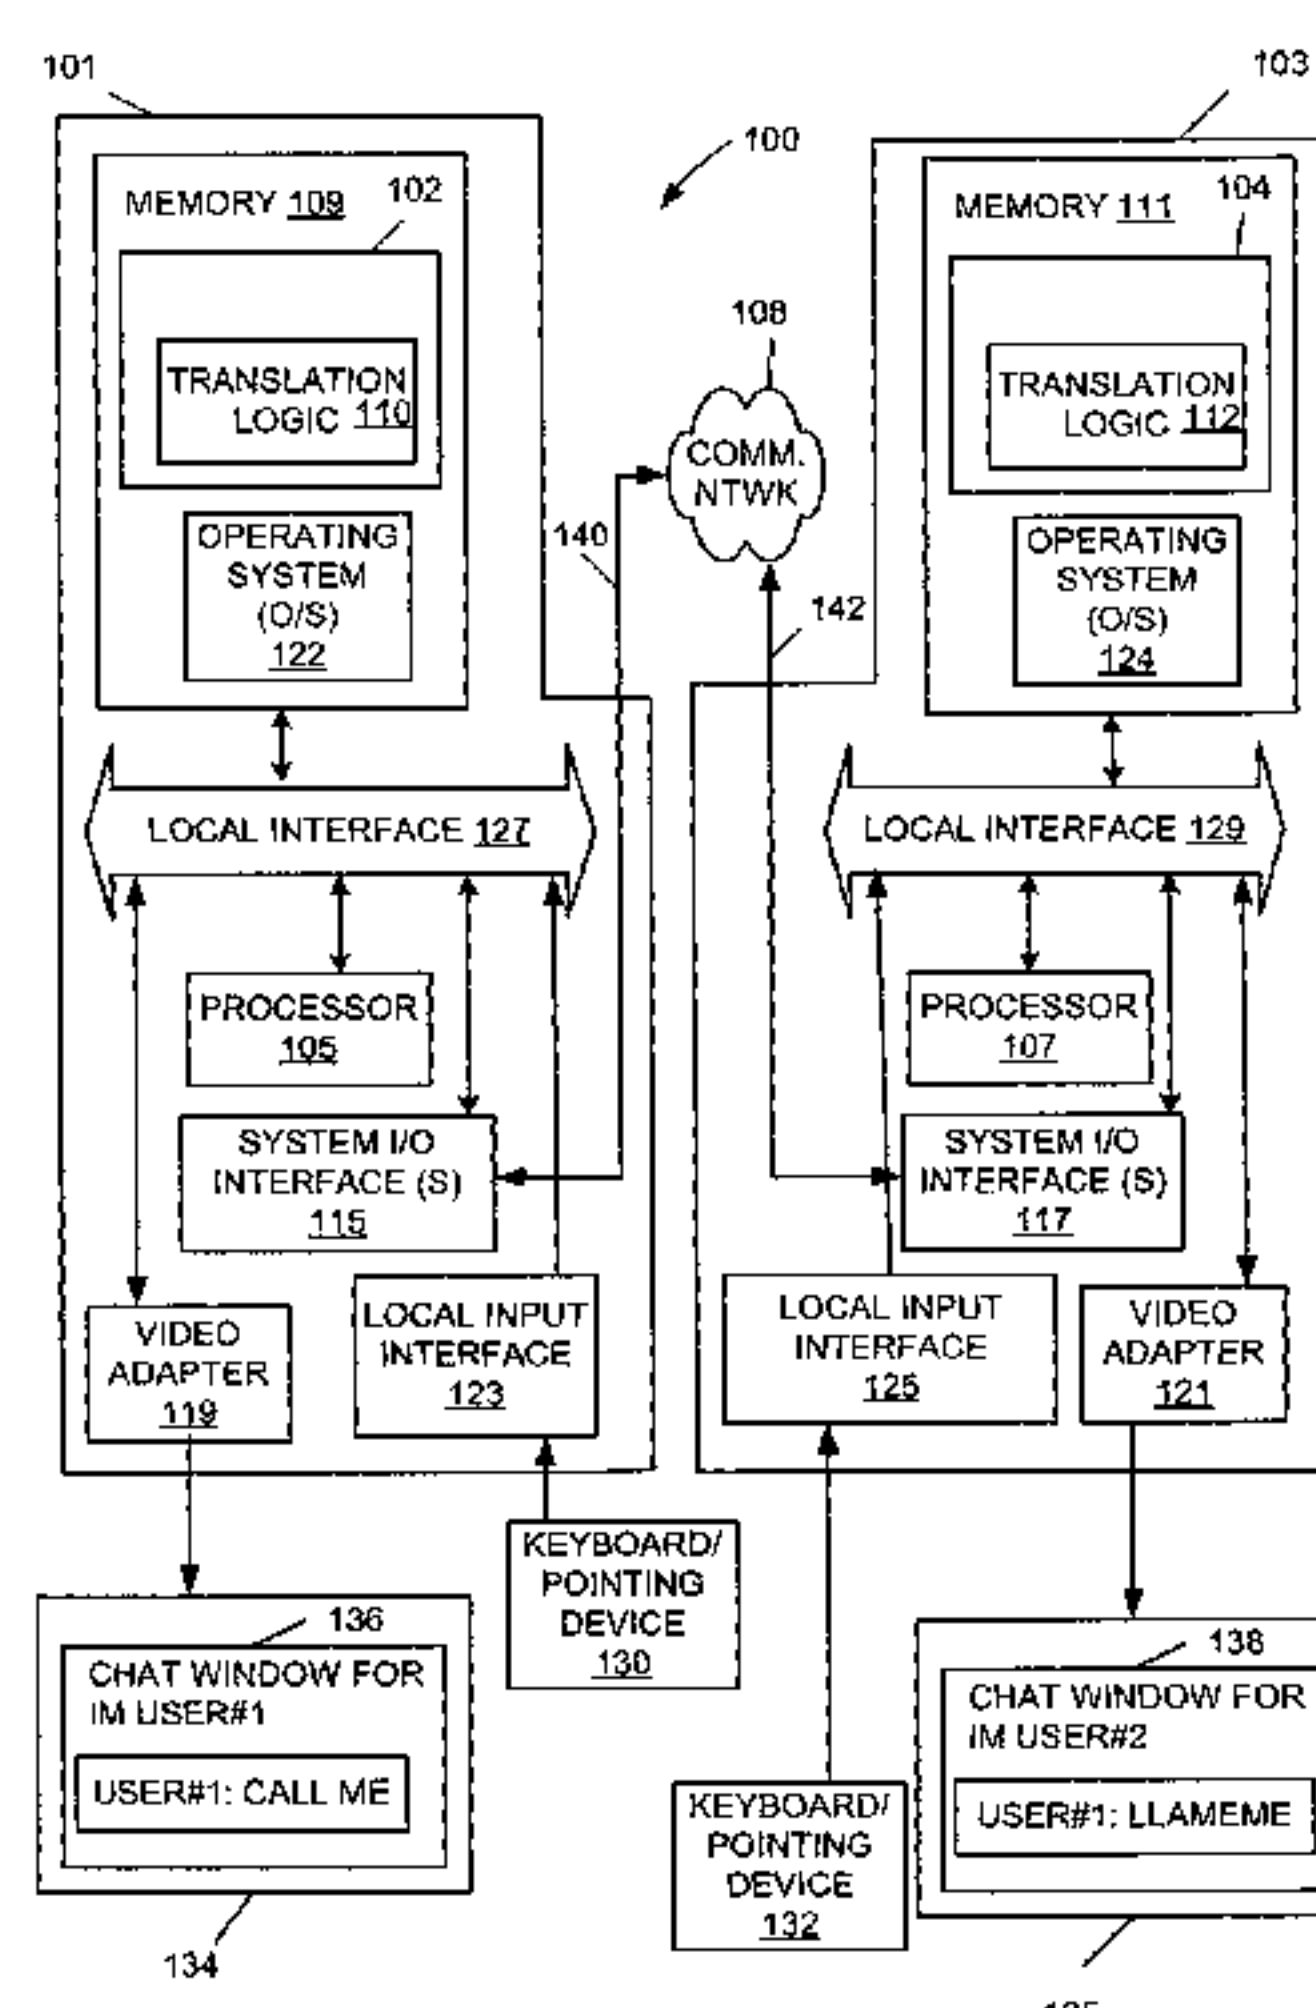 101
103
100
MEMORY 109
102
MEMORY 111
104
108
TRANSLATION
LOGIC 110
TRANSLATION
LOGIC 112
COMM.
NTWK
OPERATING
SYSTEM
(O/S)
122
140
142
OPERATING
SYSTEM
(O/S)
124
LOCAL INTERFACE 127
LOCAL INTERFACE 129
PROCESSOR
105
PROCESSOR
107
SYSTEM I/O
INTERFACE (S)
115
SYSTEM I/O
INTERFACE (S)
117
VIDEO
ADAPTER
119
LOCAL INPUT
INTERFACE
123
LOCAL INPUT
INTERFACE
125
VIDEO
ADAPTER
121
KEYBOARD/
POINTING
DEVICE
130
136
CHAT WINDOW FOR
IM USER#1
USER#1: CALL ME
134
KEYBOARD/
POINTING
DEVICE
132
138
CHAT WINDOW FOR
IM USER#2
USER#1: LLAMEME